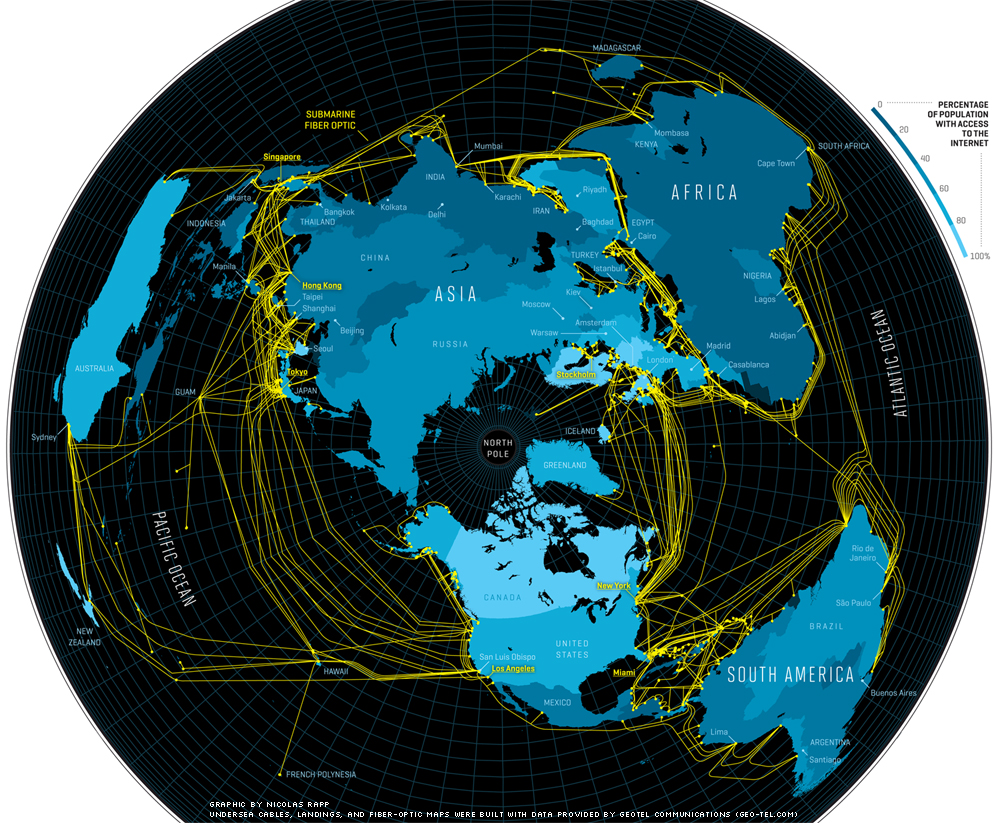 MADAGASCAR
0
PERCENTAGE
OF POPULATION
WITH ACCESS
TO THE
INTERNET
20
40
60
80
100%
SUBMARINE
FIBER OPTIC
Mombasa
KENYA
SOUTH AFRICA
Cape Town
Mumbai
Singapore
INDIA
AFRICA
Riyadh
Karachi
IRAN
Jakarta
Kolkata
Delhi
Bangkok
THAILAND
INDONESIA
Baghdad
EGYPT
Cairo
TURKEY
Istanbul
CHINA
Manila
NIGERIA
Lagos
Hong Kong
Taipei
Shanghai
ASIA
Kiev
Moscow
Beijing
Amsterdam
Warsaw
Abidjan
RUSSIA
Madrid
Seoul
London
Casablanca
AUSTRALIA
Tokyo
Stockholm
ATLANTIC OCEAN
GUAM
JAPAN
Sydney
ICELAND
NORTH
POLE
GREENLAND
PACIFIC OCEAN
Rio de
Janeiro
New York
CANADA
São Paulo
BRAZIL
NEW
ZEALAND
UNITED
STATES
San Luis Obispo
Los Angeles
HAWAII
Miami
SOUTH AMERICA
Buenos Aires
MEXICO
Lima
ARGENTINA
Santiago
FRENCH POLYNESIA
GRAPHIC BY NICOLAS RAPP
UNDERSEA CABLES, LANDINGS, AND FIBER-OPTIC MAPS WERE BUILT WITH DATA PROVIDED BY GEOTEL COMMUNICATIONS (GEO-TEL.COM)